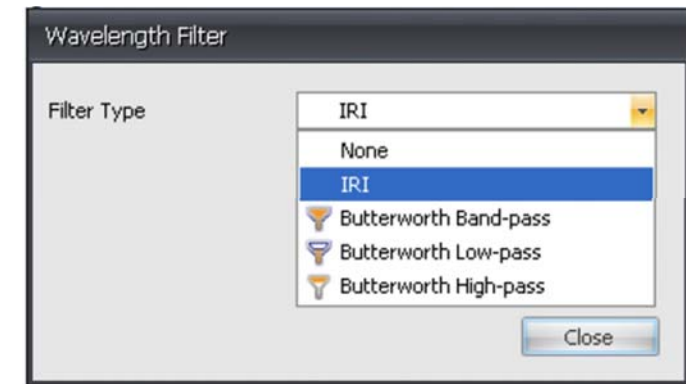 Wavelength Filter
Filter Type IRI
None
IRI
Butterworth Band-pass
Butterworth Low-pass
Butterworth High-pass
Close